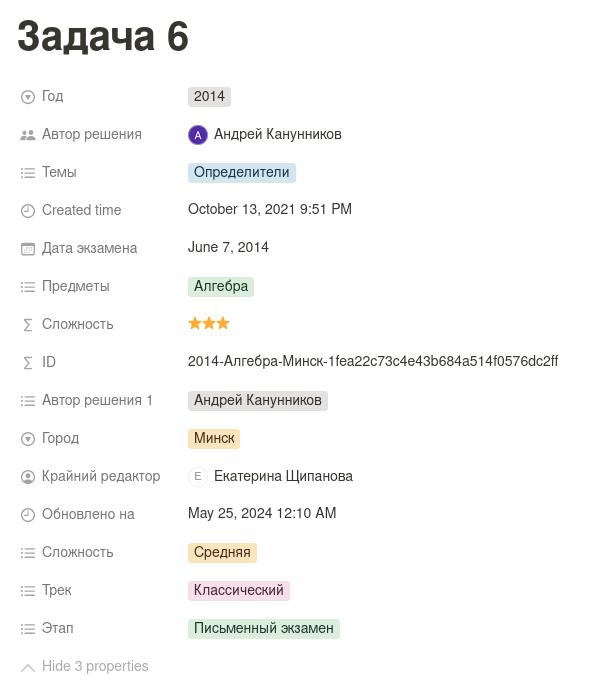 Задача 6
Год 2014
Автор решения A Андрей Канунников
Темы Определители
Created time October 13, 2021 9:51 PM
Дата экзамена June 7, 2014
Предметы Алгебра
Сложность ⭐⭐⭐
ID 2014-Алгебра-Минск-1fea22c73c4e43b684a514f0576dc2ff
Автор решения 1 Андрей Канунников
Город Минск
Крайний редактор E Екатерина Щипанова
Обновлено на May 25, 2024 12:10 AM
Сложность Средняя
Трек Классический
Этап Письменный экзамен
Hide 3 properties